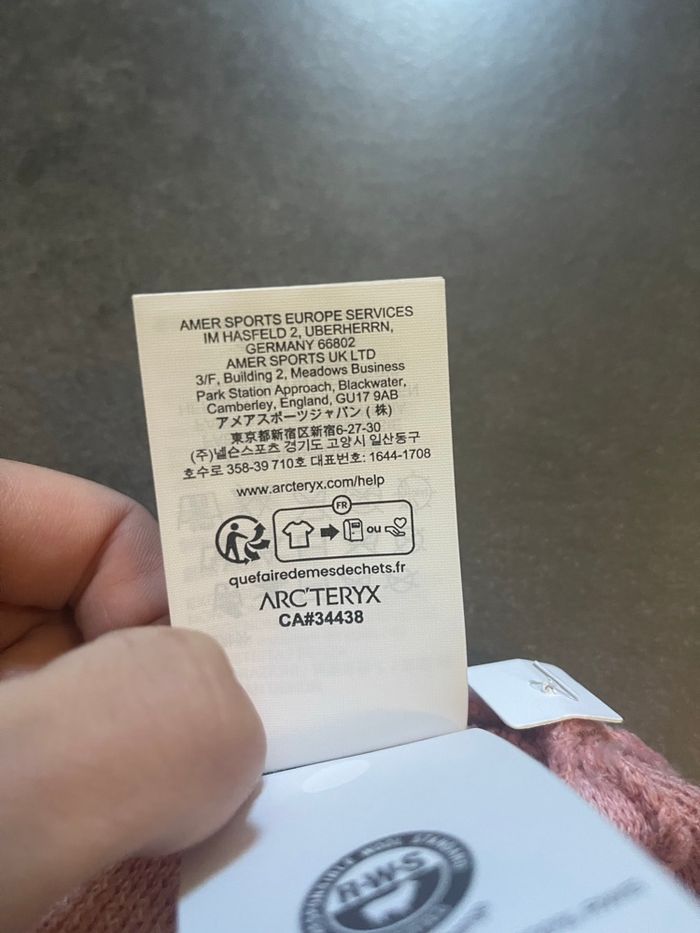 AMER SPORTS EUROPE SERVICES
IM HASFELD 2, UBERHERRN,
GERMANY 66802
AMER SPORTS UK LTD
3/F, Building 2, Meadows Business
Park Station Approach, Blackwater,
Camberley, England, GU17 9AB
アメアスポーツジャパン (株)
東京都新宿区新宿6-27-30
(주)넬슨스포츠 경기도 고양시 일산동구
호수로 358-39 710호 대표번호: 1644-1708
www.arcteryx.com/help
FR
ou
quefairedemesdechets.fr
ARC'TERYX
CA#34438
R·W·S